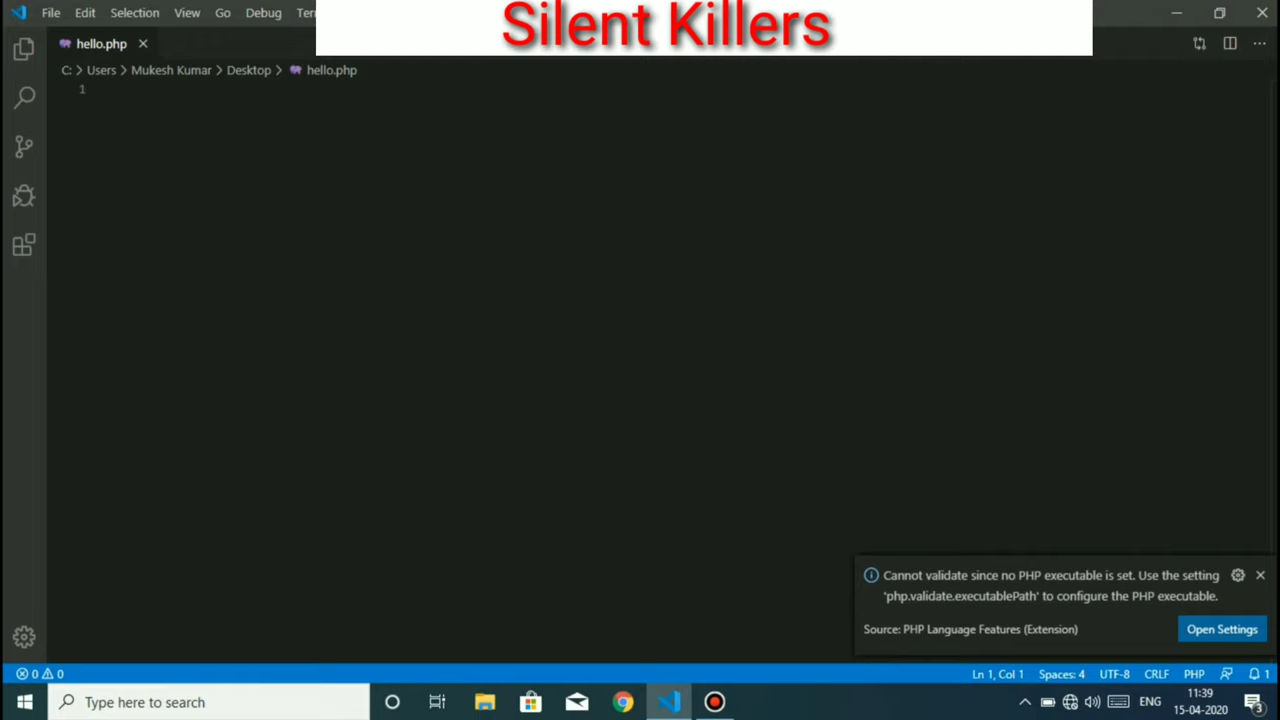 Silent Killers
File Edit Selection View Go Debug
hello.php
C: > Users > Mukesh Kumar > Desktop > hello.php
1
Cannot validate since no PHP executable is set. Use the setting
'php.validate.executablePath' to configure the PHP executable.
Source: PHP Language Features (Extension)
Open Settings
0 0
Ln 1, Col 1 Spaces: 4 UTF-8 CRLF PHP 1
Type here to search
ENG
11:39
15-04-2020
3